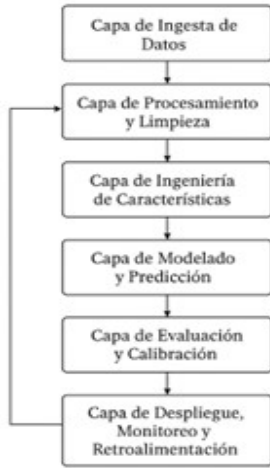 Capa de Ingesta de
Datos
Capa de Procesamiento
y Limpieza
Capa de Ingeniería
de Características
Capa de Modelado
y Predicción
Capa de Evaluación
y Calibración
Capa de Despliegue,
Monitoreo y
Retroalimentación